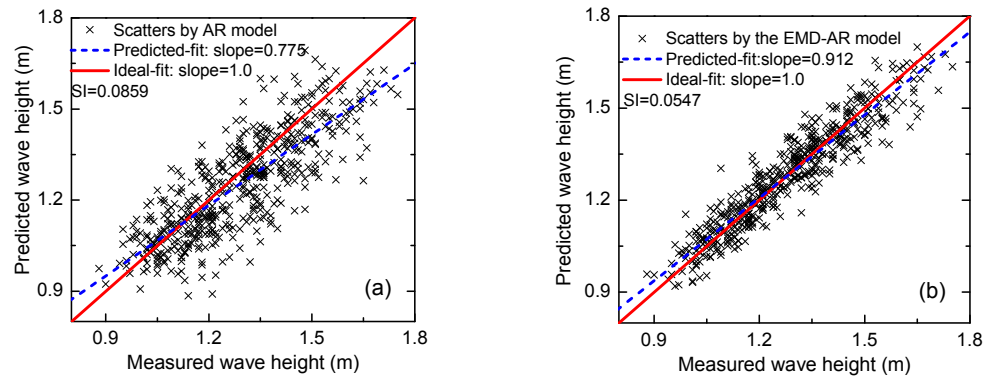 1.8
1.5
1.2
0.9
Predicted wave height (m)
Scatters by AR model
Predicted-fit: slope=0.775
Ideal-fit: slope=1.0
SI=0.0859
(a)
0.9 1.2 1.5 1.8
Measured wave height (m)
1.8
1.5
1.2
0.9
Predicted wave height (m)
Scatters by the EMD-AR model
Predicted-fit:slope=0.912
Ideal-fit: slope=1.0
SI=0.0547
(b)
0.9 1.2 1.5 1.8
Measured wave height (m)